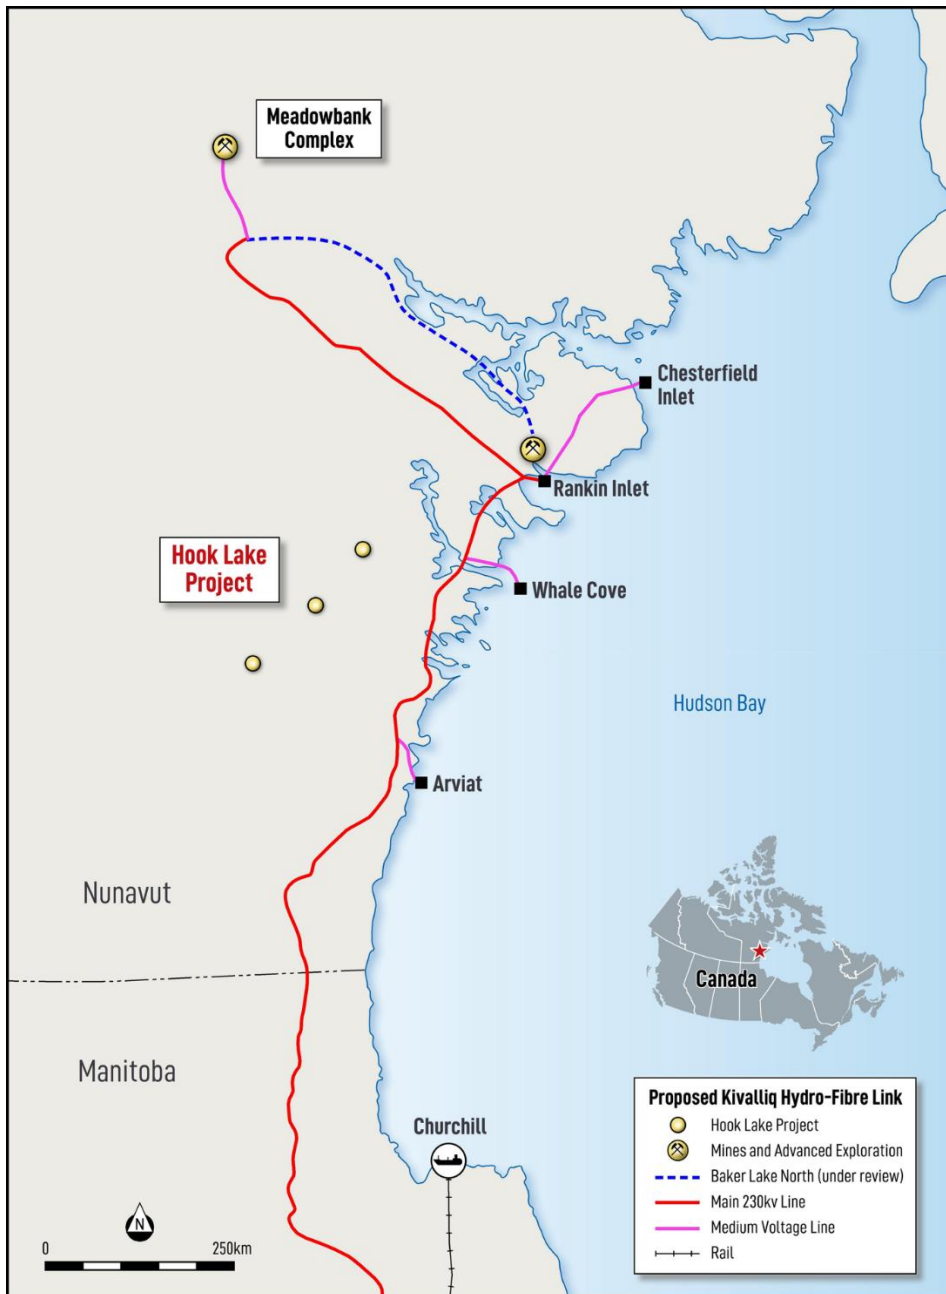 Meadowbank
Complex
Chesterfield
Inlet
Rankin Inlet
Hook Lake
Project
Whale Cove
Hudson Bay
Arviat
Nunavut
Canada
Manitoba
Churchill
N
0 250km
Proposed Kivalliq Hydro-Fibre Link
Hook Lake Project
Mines and Advanced Exploration
Baker Lake North (under review)
Main 230kv Line
Medium Voltage Line
Rail